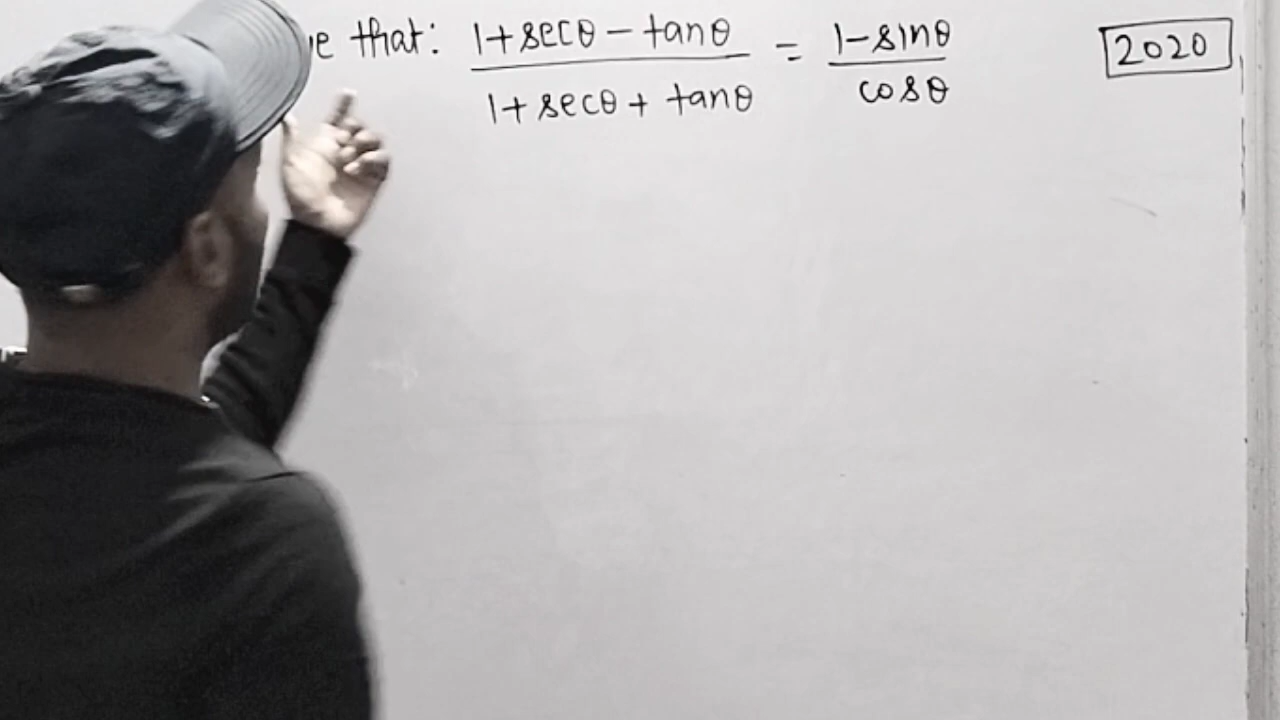 that: 1+secθ-tanθ / 1+secθ+tanθ = 1-sinθ / cosθ
2020